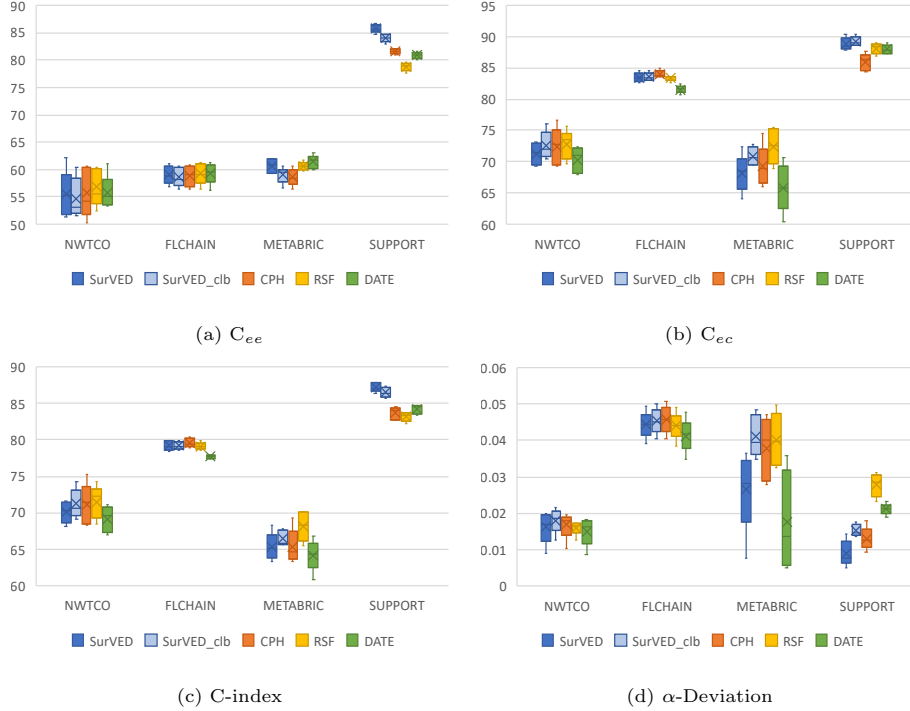 90
85
80
75
70
65
60
55
50
NWTCO FLCHAIN METABRIC SUPPORT
SurVED SurVED_clb CPH RSF DATE
(a) C_ee
95
90
85
80
75
70
65
60
NWTCO FLCHAIN METABRIC SUPPORT
SurVED SurVED_clb CPH RSF DATE
(b) C_ec
90
85
80
75
70
65
60
NWTCO FLCHAIN METABRIC SUPPORT
SurVED SurVED_clb CPH RSF DATE
(c) C-index
0.06
0.05
0.04
0.03
0.02
0.01
0
NWTCO FLCHAIN METABRIC SUPPORT
SurVED SurVED_clb CPH RSF DATE
(d) α-Deviation